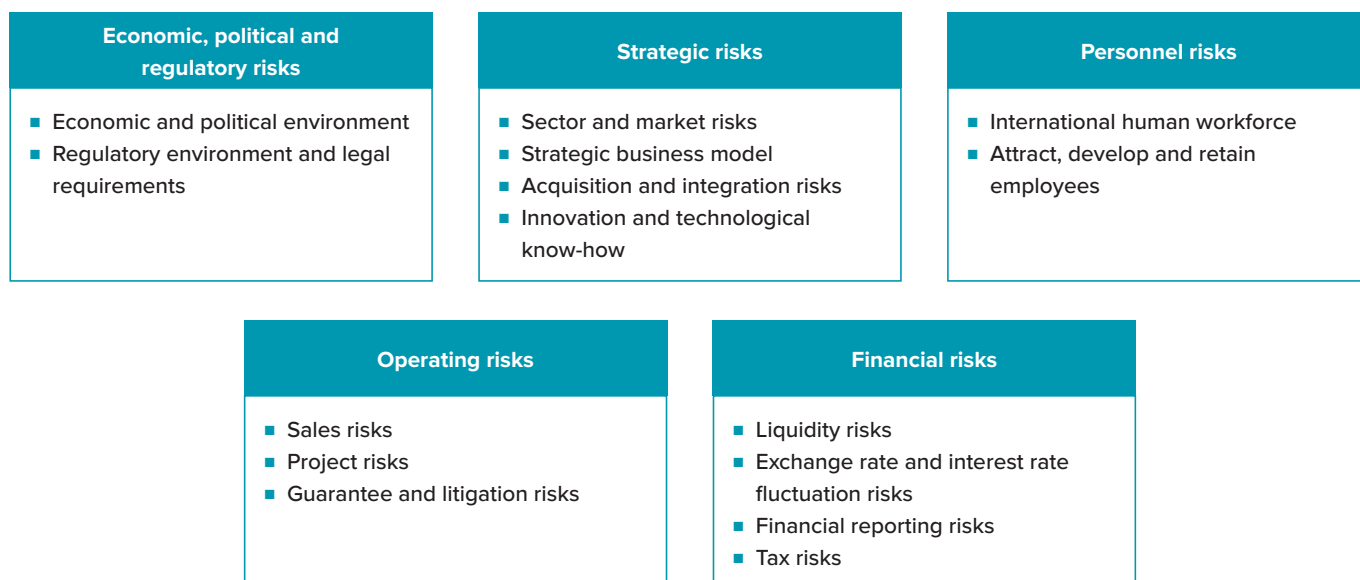 Economic, political and
regulatory risks
■ Economic and political environment
■ Regulatory environment and legal
requirements
Strategic risks
■ Sector and market risks
■ Strategic business model
■ Acquisition and integration risks
■ Innovation and technological
know-how
Personnel risks
■ International human workforce
■ Attract, develop and retain
employees
Operating risks
■ Sales risks
■ Project risks
■ Guarantee and litigation risks
Financial risks
■ Liquidity risks
■ Exchange rate and interest rate
fluctuation risks
■ Financial reporting risks
■ Tax risks